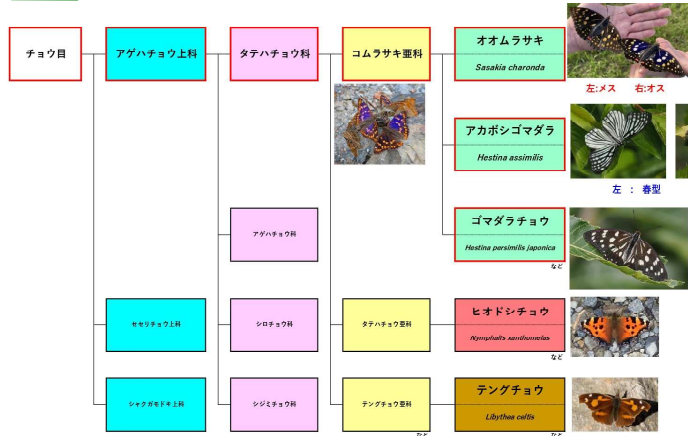 チョウ目
アゲハチョウ上科
タテハチョウ科
コムラサキ亜科
オオムラサキ
Sasakia charonda
左:メス 右:オス
アカボシゴマダラ
Hestina assimilis
左 : 春型
アゲハチョウ科
ゴマダラチョウ
Hestina persimilis japonica
など
セセリチョウ上科
シロチョウ科
タテハチョウ亜科
ヒオドシチョウ
Nymphalis xanthomelas
など
シャクガモドキ上科
シジミチョウ科
テングチョウ亜科
テングチョウ
Libythea celtis
など
など